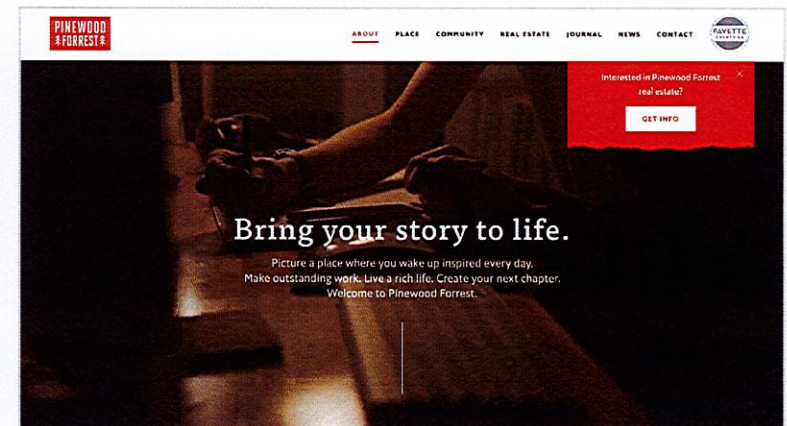 PINEWOOD
FORREST
ABOUT PLACE COMMUNITY REAL ESTATE JOURNAL NEWS CONTACT
FAYETTE
Interested in Pinewood Forrest
real estate?
×
GET INFO
Bring your story to life.
Picture a place where you wake up inspired every day.
Make outstanding work. Live a rich life. Create your next chapter.
Welcome to Pinewood Forrest.